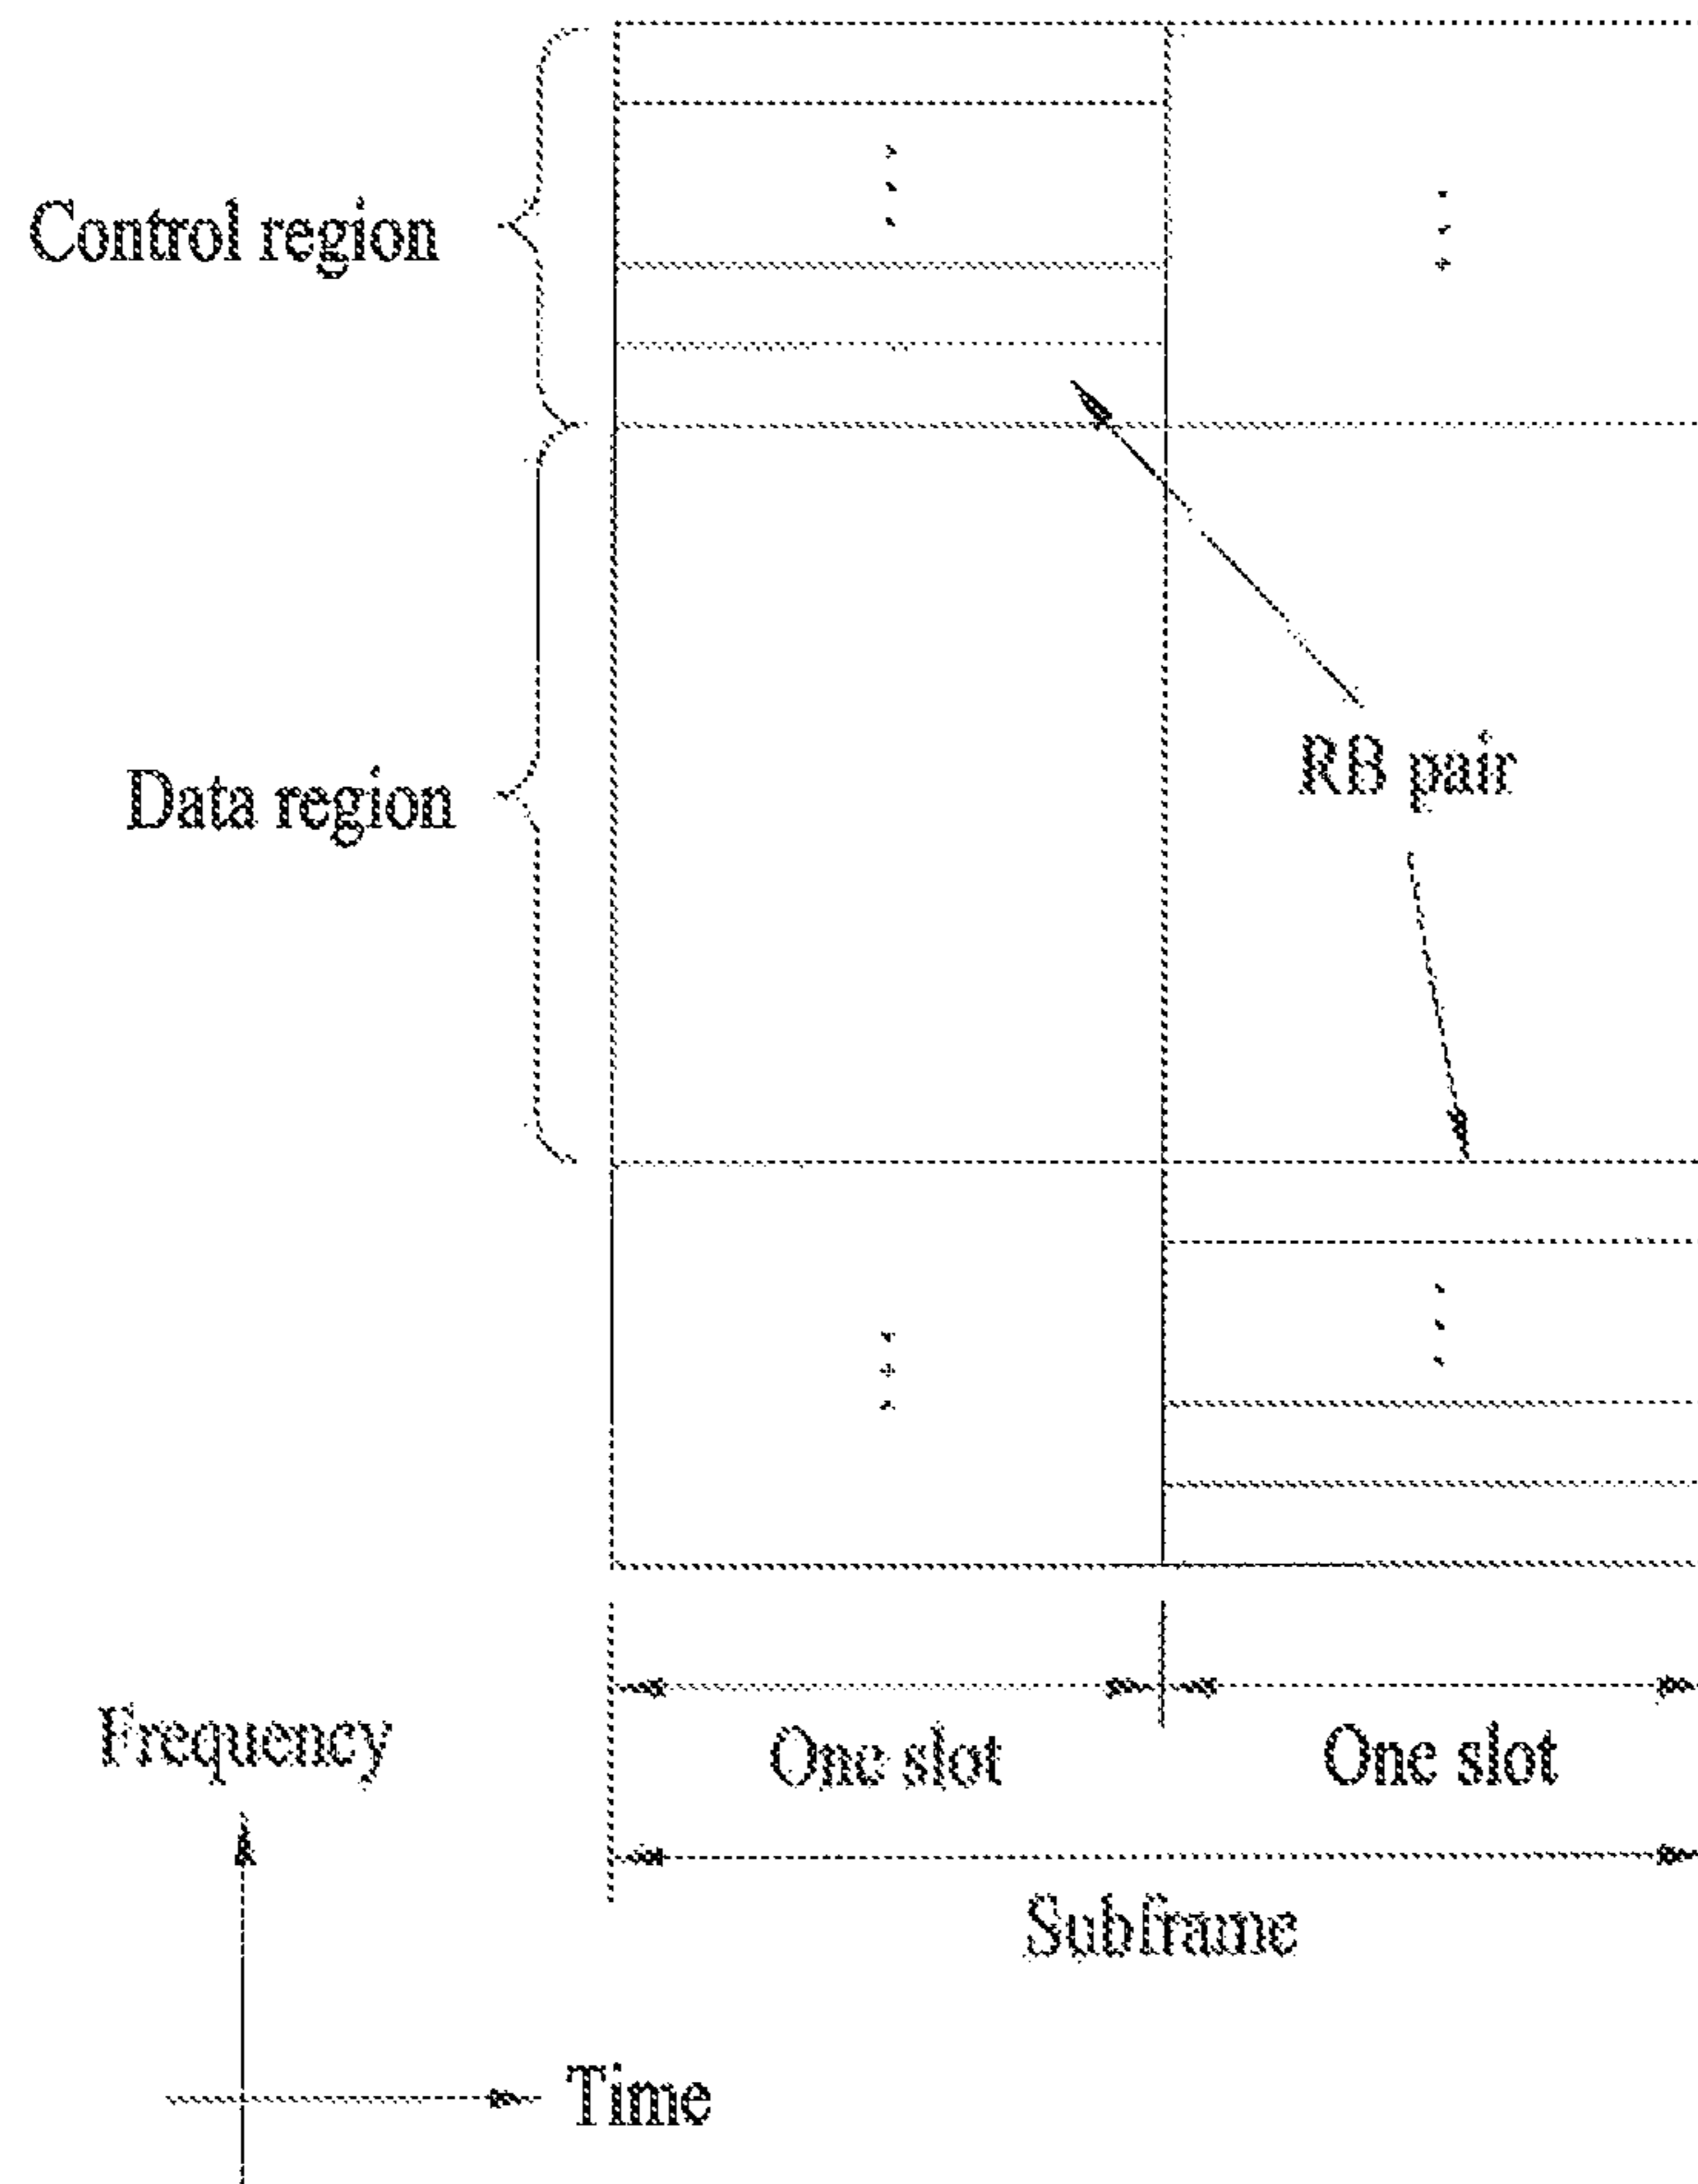 Control region
Data region
RB pair
One slot
One slot
Subframe
Frequency
Time